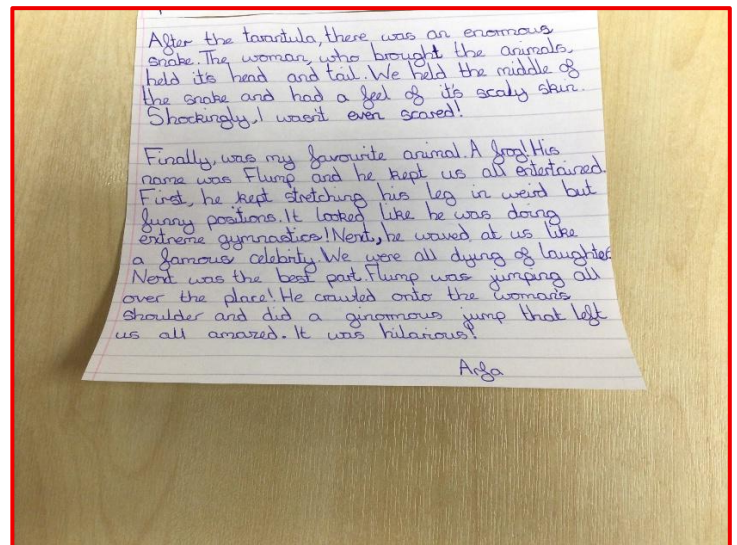 After the tarantula, there was an enormous
snake. The woman, who brought the animals,
held it's head and tail. We held the middle of
the snake and had a feel of it's scaly skin.
Shockingly, I wasn't even scared!
Finally, was my favourite animal. A frog! His
name was Flump and he kept us all entertained.
First, he kept stretching his leg in weird but
funny positions. It looked like he was doing
extreme gymnastics! Next, he waved at us like
a famous celebrity. We were all dying of laughter.
Next was the best part. Flump was jumping all
over the place! He crawled onto the woman's
shoulder and did a ginormous jump that left
us all amazed. It was hilarious!
Arfa